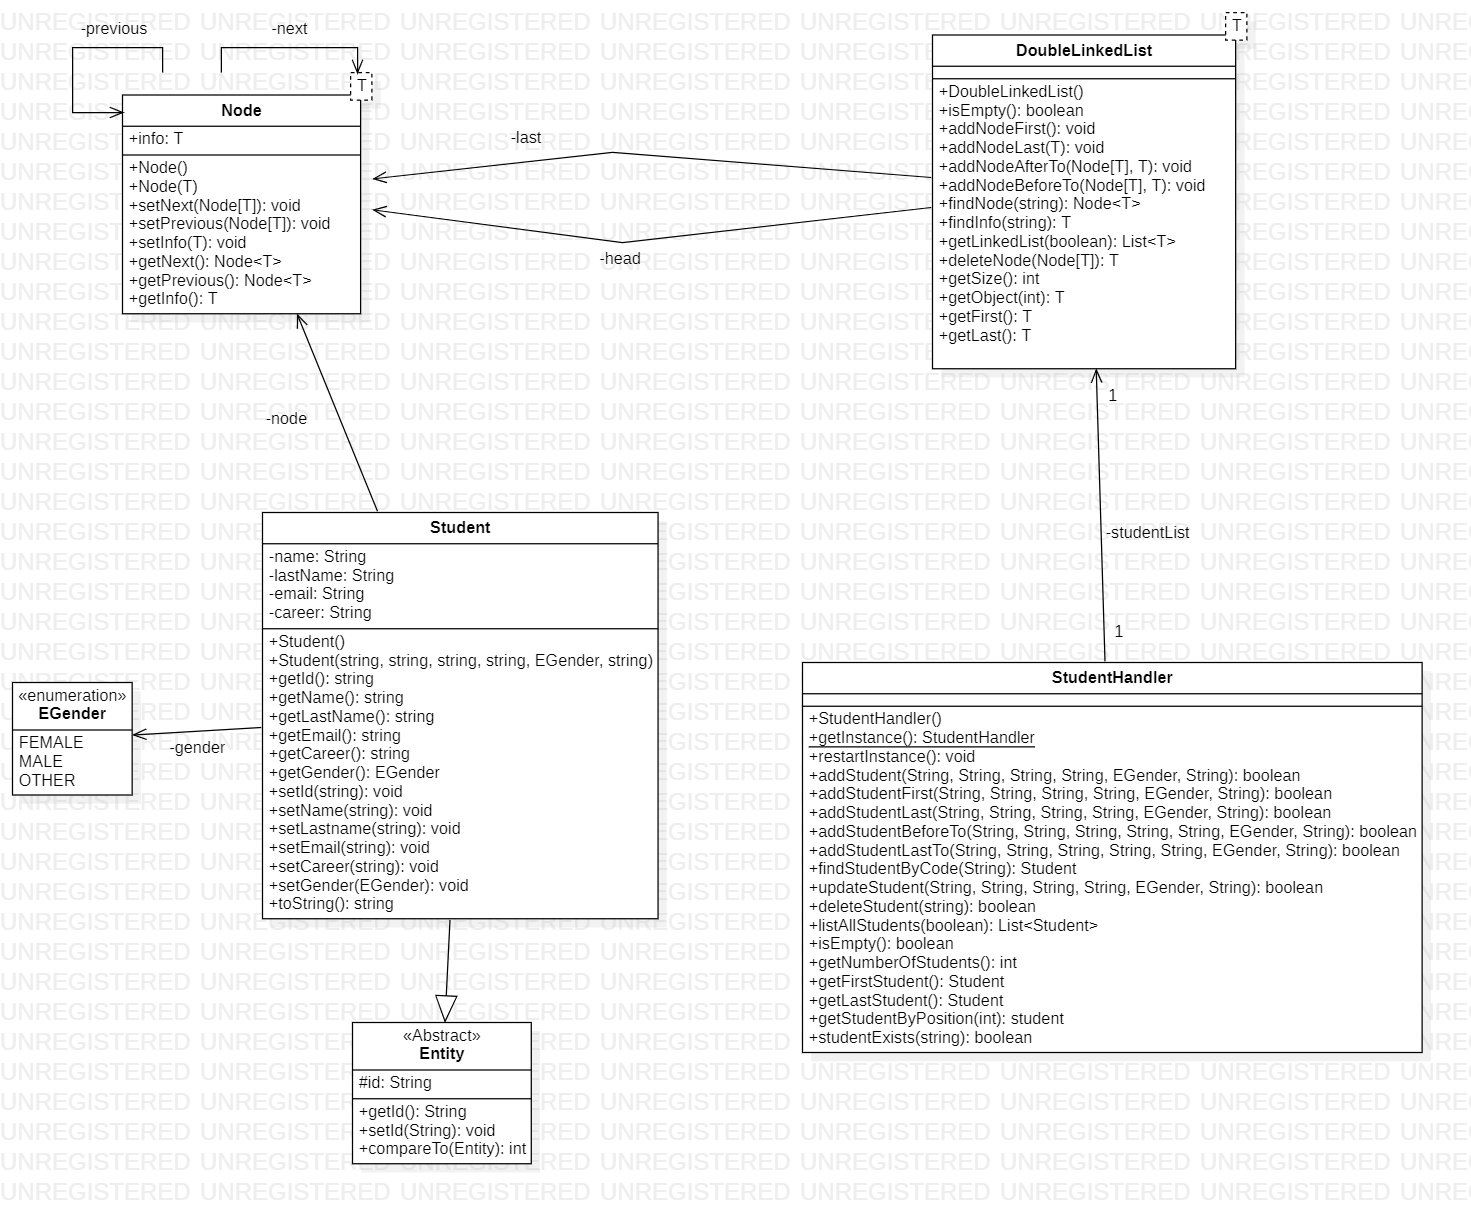 -previous
-next
T
Node
+info: T
+Node()
+Node(T)
+setNext(Node[T]): void
+setPrevious(Node[T]): void
+setInfo(T): void
+getNext(): Node<T>
+getPrevious(): Node<T>
+getInfo(): T
-last
-head
T
DoubleLinkedList
+DoubleLinkedList()
+isEmpty(): boolean
+addNodeFirst(): void
+addNodeLast(T): void
+addNodeAfterTo(Node[T], T): void
+addNodeBeforeTo(Node[T], T): void
+findNode(string): Node<T>
+findInfo(string): T
+getLinkedList(boolean): List<T>
+deleteNode(Node[T]): T
+getSize(): int
+getObject(int): T
+getFirst(): T
+getLast(): T
1
-studentList
1
-node
Student
-name: String
-lastName: String
-email: String
-career: String
+Student()
+Student(string, string, string, string, EGender, string)
+getId(): string
+getName(): string
+getLastName(): string
+getEmail(): string
+getCareer(): string
+getGender(): EGender
+setId(string): void
+setName(string): void
+setLastname(string): void
+setEmail(string): void
+setCareer(string): void
+setGender(EGender): void
+toString(): string
«enumeration»
EGender
FEMALE
MALE
OTHER
-gender
StudentHandler
+StudentHandler()
+getInstance(): StudentHandler
+restartInstance(): void
+addStudent(String, String, String, String, EGender, String): boolean
+addStudentFirst(String, String, String, String, EGender, String): boolean
+addStudentLast(String, String, String, String, EGender, String): boolean
+addStudentBeforeTo(String, String, String, String, String, EGender, String): boolean
+addStudentLastTo(String, String, String, String, String, EGender, String): boolean
+findStudentByCode(String): Student
+updateStudent(String, String, String, String, EGender, String): boolean
+deleteStudent(string): boolean
+listAllStudents(boolean): List<Student>
+isEmpty(): boolean
+getNumberOfStudents(): int
+getFirstStudent(): Student
+getLastStudent(): Student
+getStudentByPosition(int): student
+studentExists(string): boolean
«Abstract»
Entity
#id: String
+getId(): String
+setId(String): void
+compareTo(Entity): int
UNREGISTERED